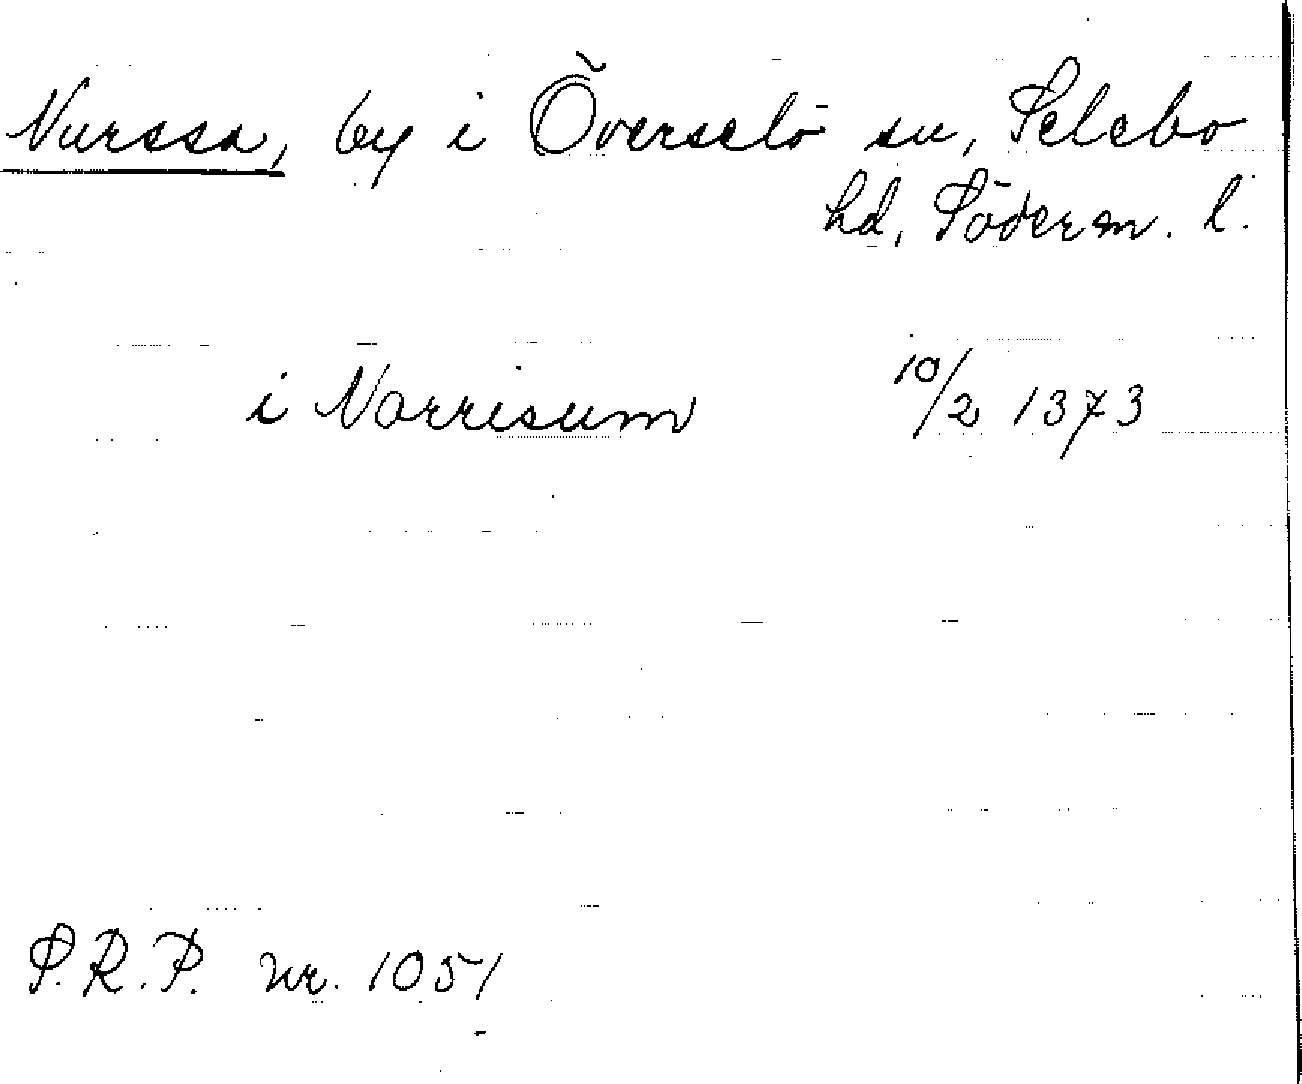 Nurssa, by i Överselö sn, Selebo
hd, Söderm. l.
i Norrisum 10/2 1373
S.R.P. nr. 1051